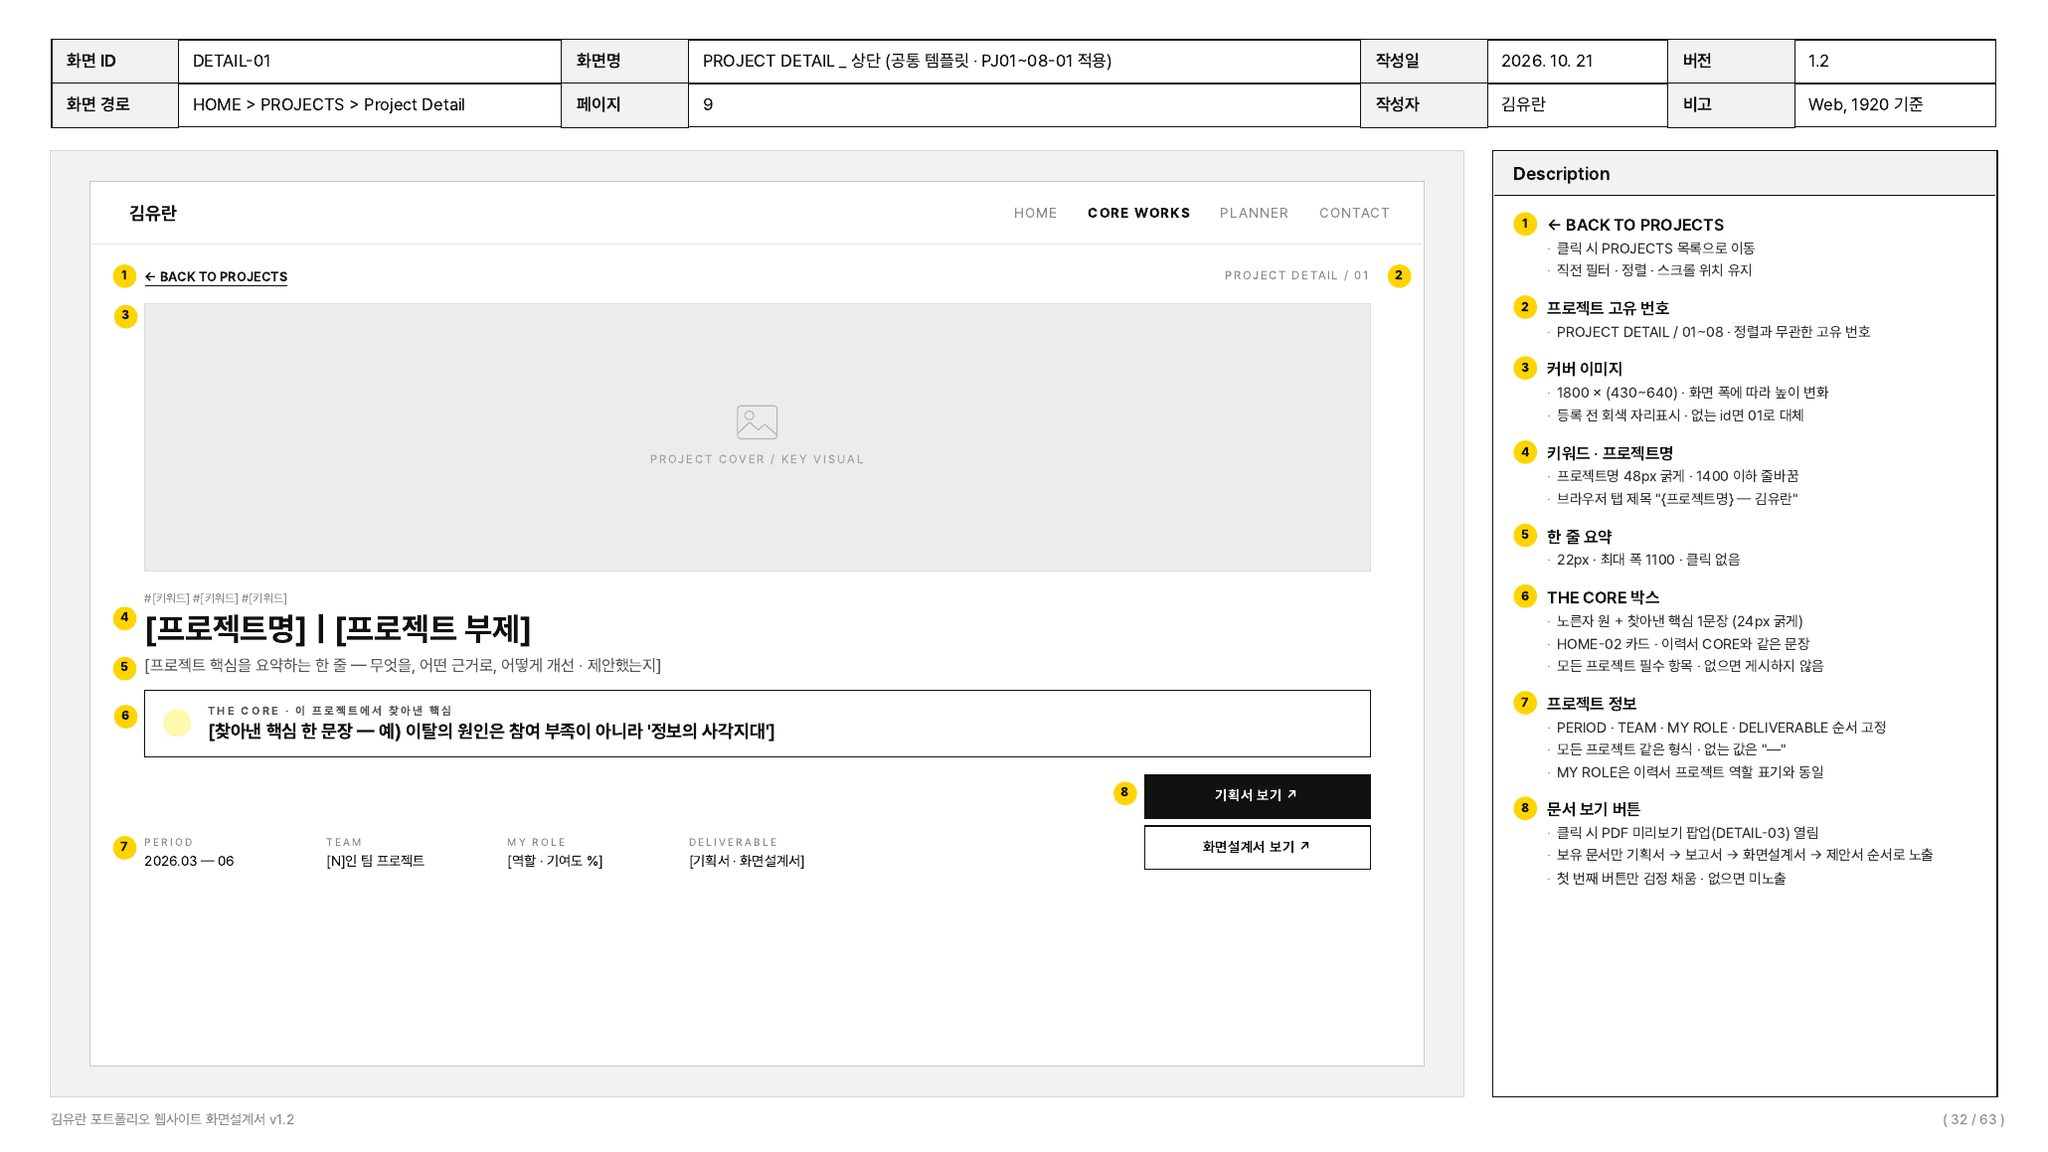 화면 ID DETAIL-01 화면명 PROJECT DETAIL _ 상단 (공통 템플릿 · PJ01~08-01 적용) 작성일 2026. 10. 21 버전 1.2
화면 경로 HOME > PROJECTS > Project Detail 페이지 9 작성자 김유란 비고 Web, 1920 기준
김유란 HOME CORE WORKS PLANNER CONTACT
1 ← BACK TO PROJECTS PROJECT DETAIL / 01 2
3
PROJECT COVER / KEY VISUAL
#[키워드] #[키워드] #[키워드]
4 [프로젝트명] | [프로젝트 부제]
5 [프로젝트 핵심을 요약하는 한 줄 — 무엇을, 어떤 근거로, 어떻게 개선 · 제안했는지]
6 THE CORE · 이 프로젝트에서 찾아낸 핵심
[찾아낸 핵심 한 문장 — 예) 이탈의 원인은 참여 부족이 아니라 '정보의 사각지대']
8 기획서 보기 ↗
화면설계서 보기 ↗
7 PERIOD TEAM MY ROLE DELIVERABLE
2026.03 — 06 [N]인 팀 프로젝트 [역할 · 기여도 %] [기획서 · 화면설계서]
Description
1 ← BACK TO PROJECTS
· 클릭 시 PROJECTS 목록으로 이동
· 직전 필터 · 정렬 · 스크롤 위치 유지
2 프로젝트 고유 번호
· PROJECT DETAIL / 01~08 · 정렬과 무관한 고유 번호
3 커버 이미지
· 1800 × (430~640) · 화면 폭에 따라 높이 변화
· 등록 전 회색 자리표시 · 없는 id면 01로 대체
4 키워드 · 프로젝트명
· 프로젝트명 48px 굵게 · 1400 이하 줄바꿈
· 브라우저 탭 제목 "{프로젝트명} — 김유란"
5 한 줄 요약
· 22px · 최대 폭 1100 · 클릭 없음
6 THE CORE 박스
· 노른자 원 + 찾아낸 핵심 1문장 (24px 굵게)
· HOME-02 카드 · 이력서 CORE와 같은 문장
· 모든 프로젝트 필수 항목 · 없으면 게시하지 않음
7 프로젝트 정보
· PERIOD · TEAM · MY ROLE · DELIVERABLE 순서 고정
· 모든 프로젝트 같은 형식 · 없는 값은 "—"
· MY ROLE은 이력서 프로젝트 역할 표기와 동일
8 문서 보기 버튼
· 클릭 시 PDF 미리보기 팝업(DETAIL-03) 열림
· 보유 문서만 기획서 → 보고서 → 화면설계서 → 제안서 순서로 노출
· 첫 번째 버튼만 검정 채움 · 없으면 미노출
김유란 포트폴리오 웹사이트 화면설계서 v1.2
( 32 / 63 )